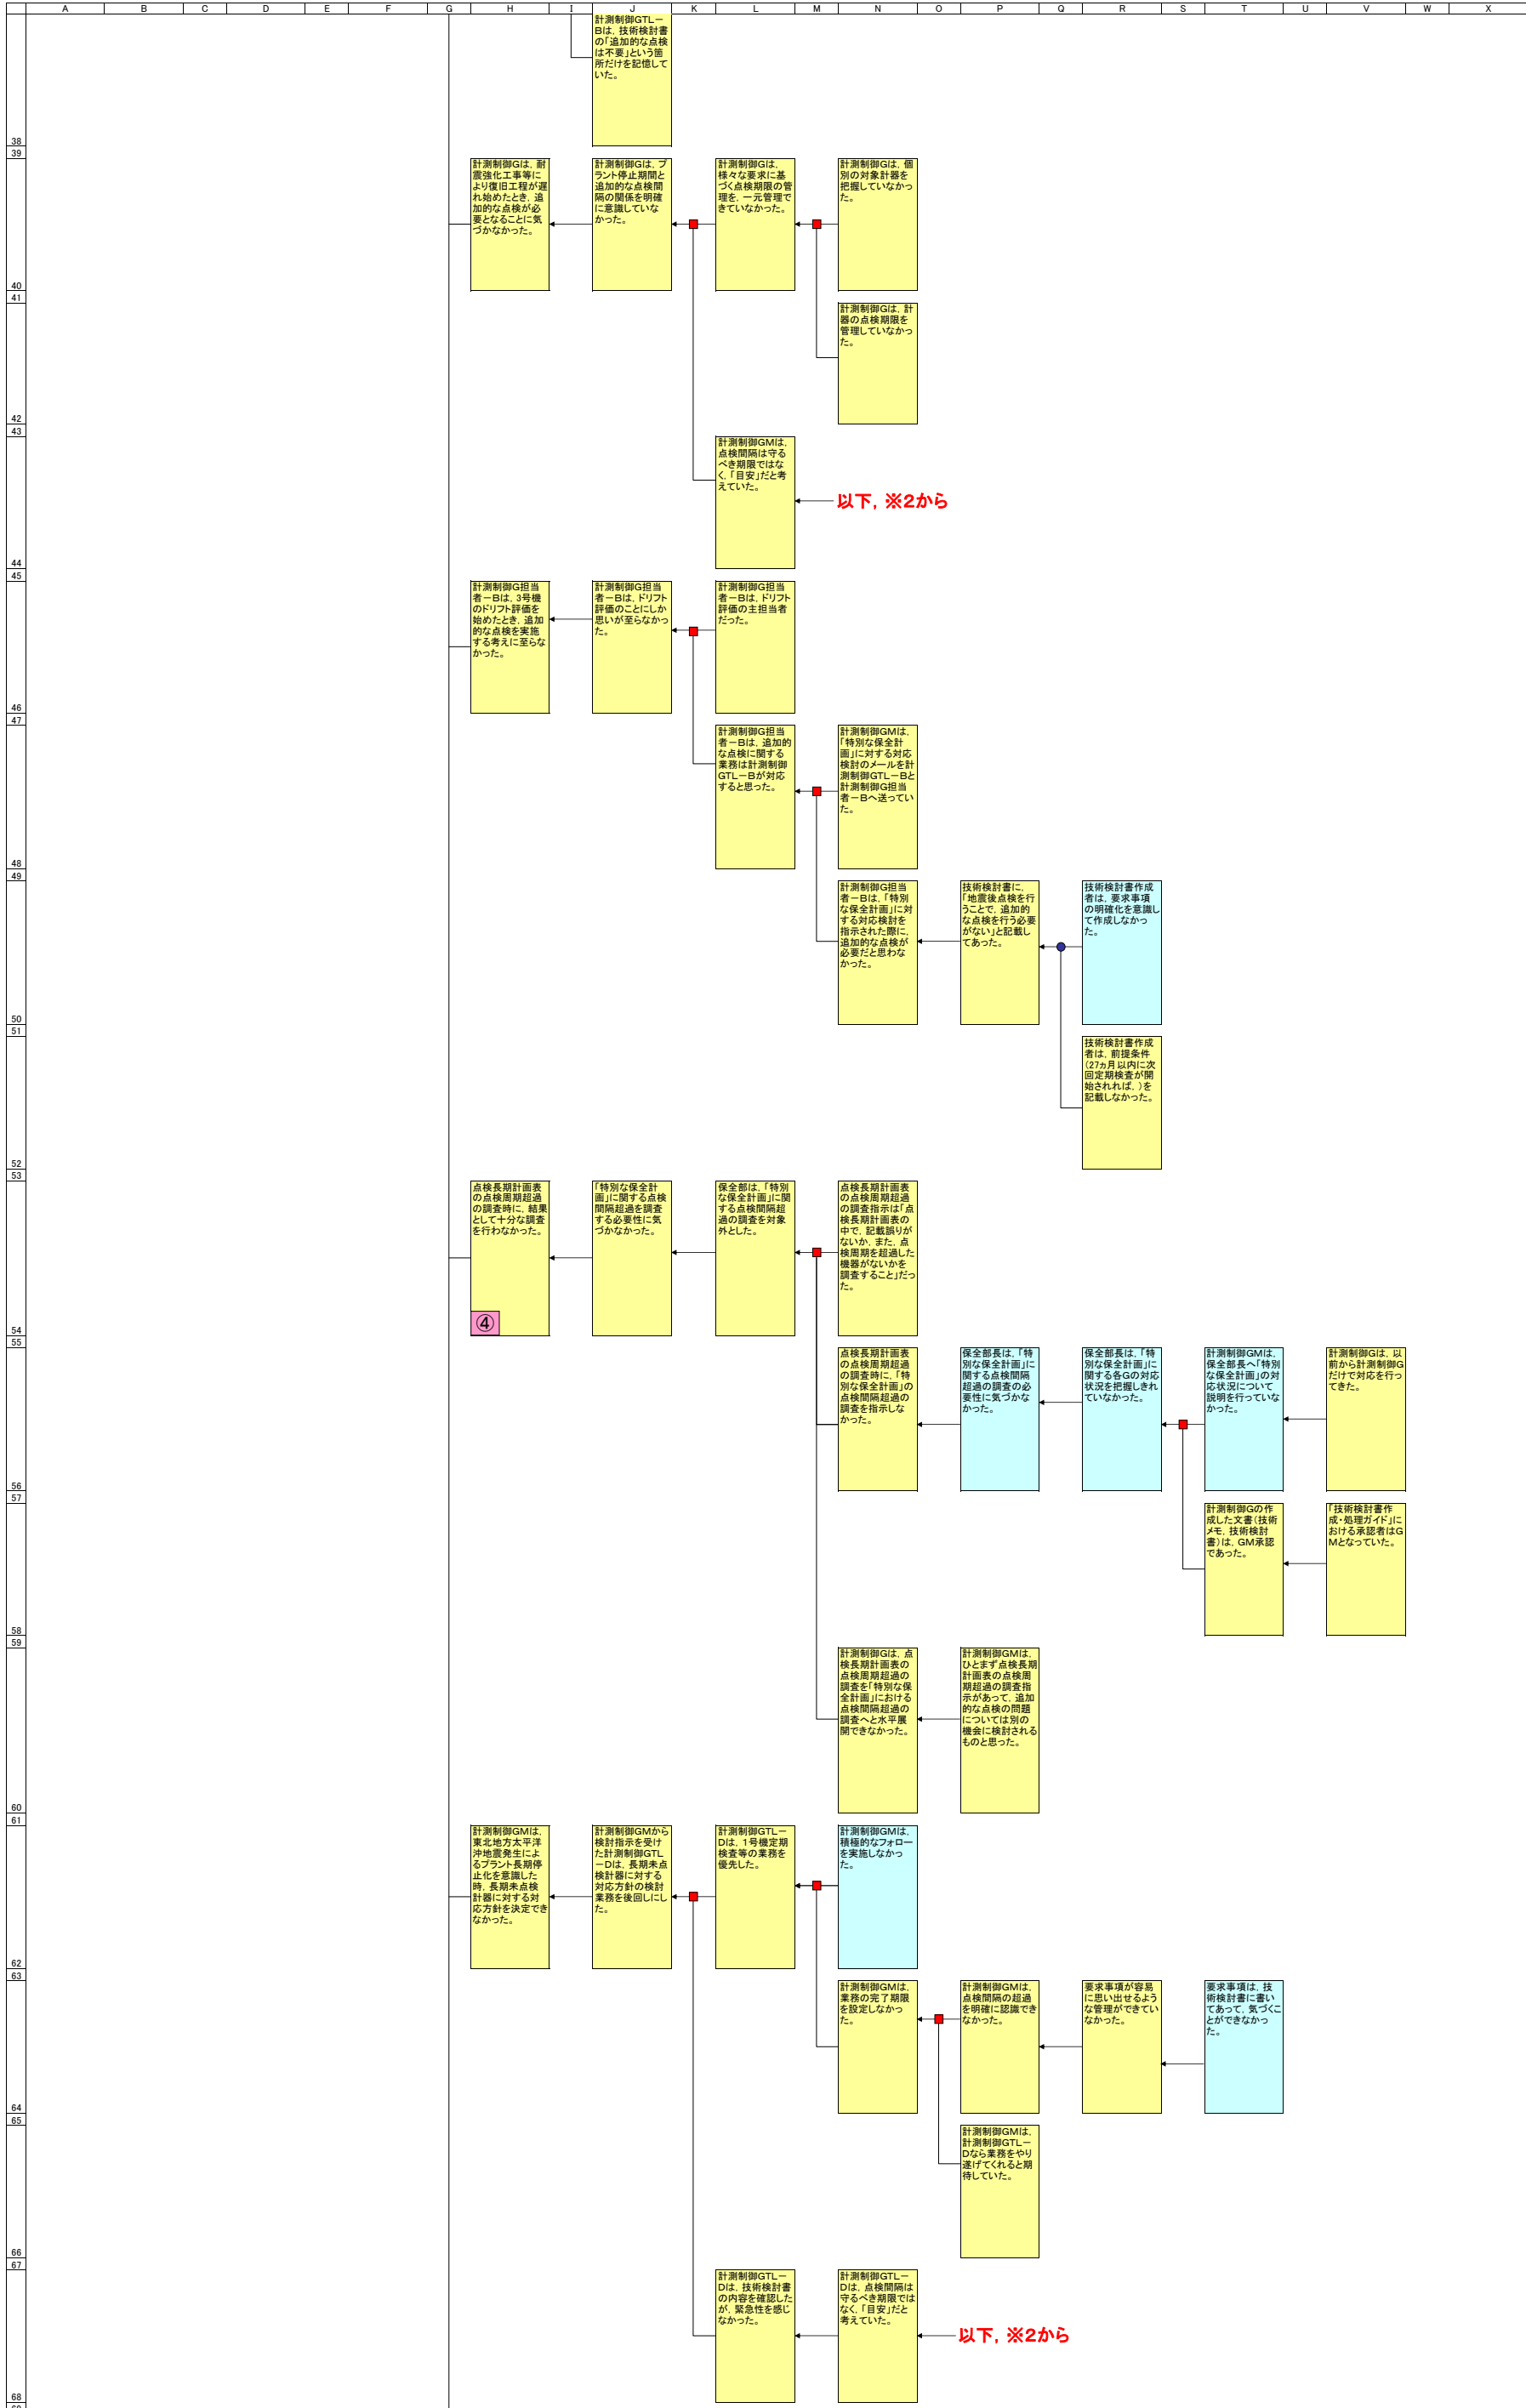 A B C D E F G H I J K L M N O P Q R S T U V W X
計測制御GTL－
Bは，技術検討書
の「追加的な点検
は不要」という箇
所だけを記憶して
いた。
38
39
計測制御Gは，耐
震強化工事等に
より復旧工程が遅
れ始めたとき，追
加的な点検が必
要となることに気
づかなかった。
計測制御Gは，プ
ラント停止期間と
追加的な点検間
隔の関係を明確
に意識していな
かった。
計測制御Gは，
様々な要求に基
づく点検期限の管
理を，一元管理で
きていなかった。
計測制御Gは，個
別の対象計器を
把握していなかっ
た。
40
41
計測制御Gは，計
器の点検期限を
管理していなかっ
た。
42
43
計測制御GMは，
点検間隔は守る
べき期限ではな
く，「目安」だと考
えていた。
以下，※2から
44
45
計測制御G担当
者－Bは，3号機
のドリフト評価を
始めたとき，追加
的な点検を実施
する考えに至らな
かった。
計測制御G担当
者－Bは，ドリフト
評価のことにしか
思いが至らなかっ
た。
計測制御G担当
者－Bは，ドリフト
評価の主担当者
だった。
46
47
計測制御G担当
者－Bは，追加的
な点検に関する
業務は計測制御
GTL－Bが対応
すると思った。
計測制御GMは，
「特別な保全計
画」に対する対応
検討のメールを計
測制御GTL－Bと
計測制御G担当
者－Bへ送ってい
た。
48
49
計測制御G担当
者－Bは，「特別
な保全計画」に対
する対応検討を
指示された際に，
追加的な点検が
必要だと思わな
かった。
技術検討書に，
「地震後点検を行
うことで，追加的
な点検を行う必要
がない」と記載し
てあった。
技術検討書作成
者は，要求事項
の明確化を意識し
て作成しなかっ
た。
50
51
技術検討書作成
者は，前提条件
（27ヵ月以内に次
回定期検査が開
始されれば，）を
記載しなかった。
52
53
点検長期計画表
の点検周期超過
の調査時に，結果
として十分な調査
を行わなかった。
④
「特別な保全計
画」に関する点検
間隔超過を調査
する必要性に気
づかなかった。
保全部は，「特別
な保全計画」に関
する点検間隔超
過の調査を対象
外とした。
点検長期計画表
の点検周期超過
の調査指示は「点
検長期計画表の
中で，記載誤りが
ないか，また，点
検周期を超過した
機器がないかを
調査すること」だっ
た。
54
55
点検長期計画表
の点検周期超過
の調査時に，「特
別な保全計画」の
点検間隔超過の
調査を指示しな
かった。
保全部長は，「特
別な保全計画」に
関する点検間隔
超過の調査の必
要性に気づかな
かった。
保全部長は，「特
別な保全計画」に
関する各Gの対応
状況を把握しきれ
ていなかった。
計測制御GMは，
保全部長へ「特別
な保全計画」の対
応状況について
説明を行っていな
かった。
計測制御Gは，以
前から計測制御G
だけで対応を行っ
てきた。
56
57
計測制御Gの作
成した文書（技術
メモ，技術検討
書）は，GM承認
であった。
「技術検討書作
成・処理ガイド」に
おける承認者はG
Mとなっていた。
58
59
計測制御Gは，点
検長期計画表の
点検周期超過の
調査を「特別な保
全計画」における
点検間隔超過の
調査へと水平展
開できなかった。
計測制御GMは，
ひとまず点検長期
計画表の点検周
期超過の調査指
示があって，追加
的な点検の問題
については別の
機会に検討される
ものと思った。
60
61
計測制御GMは，
東北地方太平洋
沖地震発生によ
るプラント長期停
止化を意識した
時，長期未点検
計器に対する対
応方針を決定でき
なかった。
計測制御GMから
検討指示を受け
た計測制御GTL
－Dは，長期未点
検計器に対する
対応方針の検討
業務を後回しにし
た。
計測制御GTL－
Dは，1号機定期
検査等の業務を
優先した。
計測制御GMは，
積極的なフォロー
を実施しなかっ
た。
62
63
計測制御GMは，
業務の完了期限
を設定しなかっ
た。
計測制御GMは，
点検間隔の超過
を明確に認識でき
なかった。
要求事項が容易
に思い出せるよう
な管理ができてい
なかった。
要求事項は，技
術検討書に書い
てあって，気づくこ
とができなかっ
た。
64
65
計測制御GMは，
計測制御GTL－
Dなら業務をやり
遂げてくれると期
待していた。
66
67
計測制御GTL－
Dは，技術検討書
の内容を確認した
が，緊急性を感じ
なかった。
計測制御GTL－
Dは，点検間隔は
守るべき期限では
なく，「目安」だと
考えていた。
以下，※2から
68